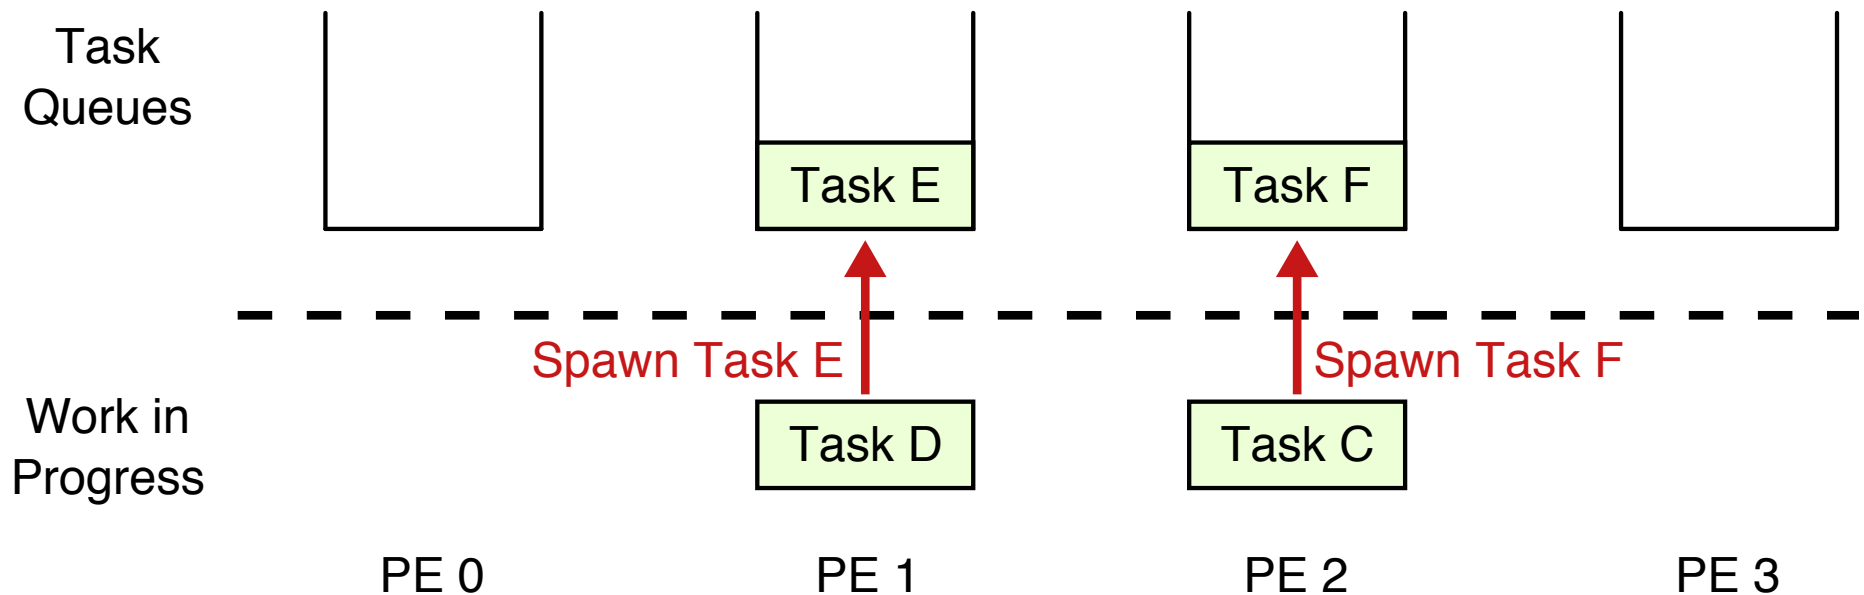 Task
Queues
Task E
Task F
Spawn Task E
Spawn Task F
Work in
Progress
Task D
Task C
PE 0
PE 1
PE 2
PE 3